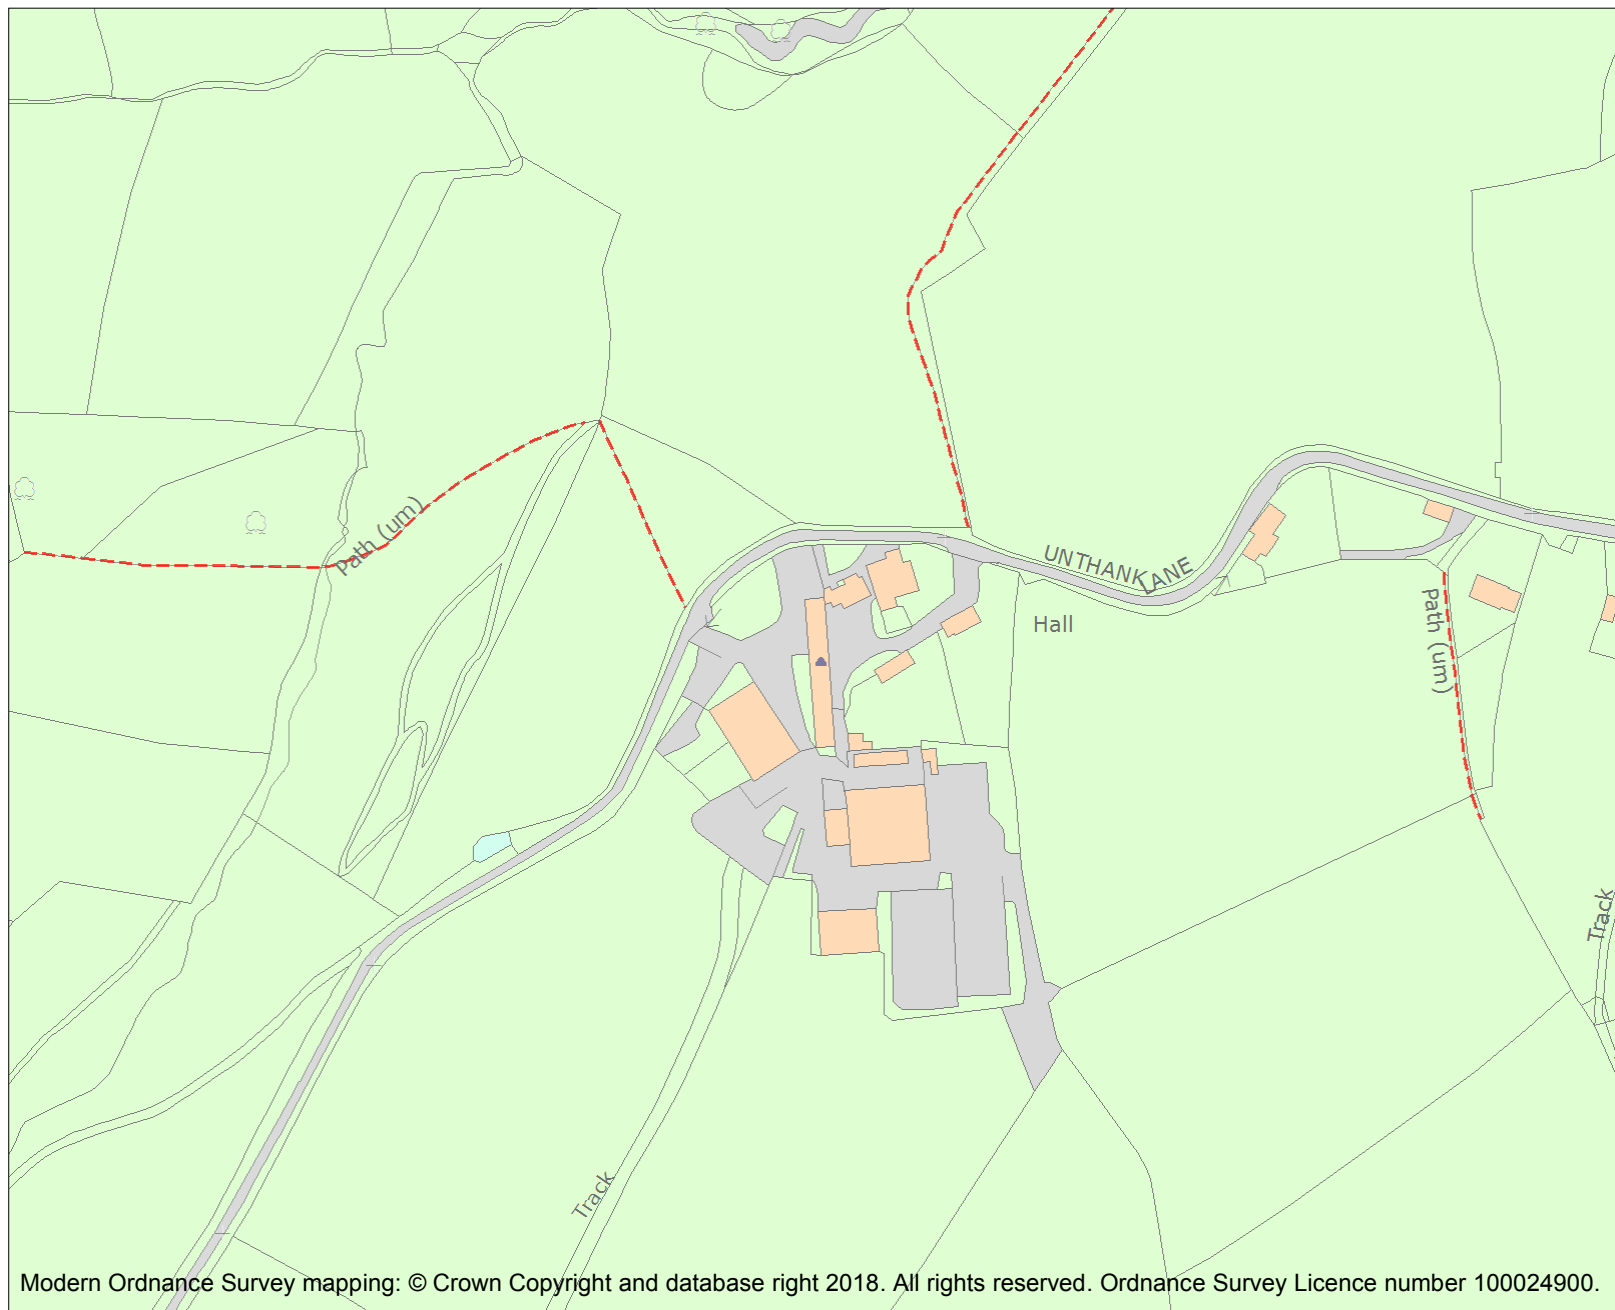 Path (um)
UNTHANK LANE
Hall
Path (um)
Track
Track
Modern Ordnance Survey mapping: © Crown Copyright and database right 2018. All rights reserved. Ordnance Survey Licence number 100024900.